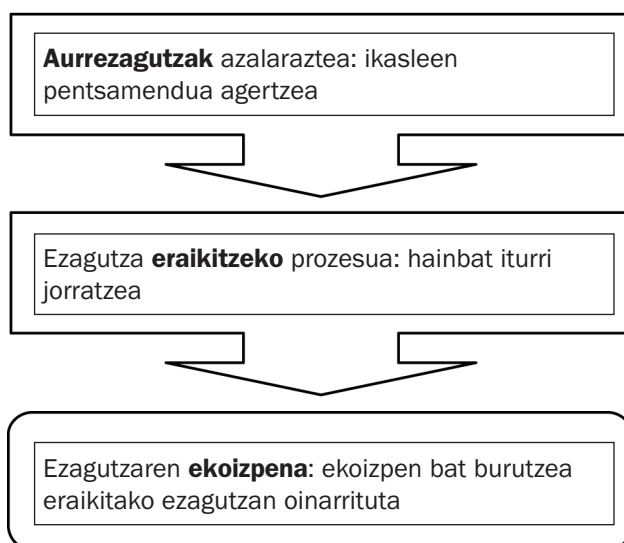 Aurrezagutzak azalaraztea: ikasleen
pentsamendua agertzea
Ezagutza eraikitzeko prozesua: hainbat iturri
jorratzea
Ezagutzaren ekoizpena: ekoizpen bat burutzea
eraikitako ezagutzan oinarrituta